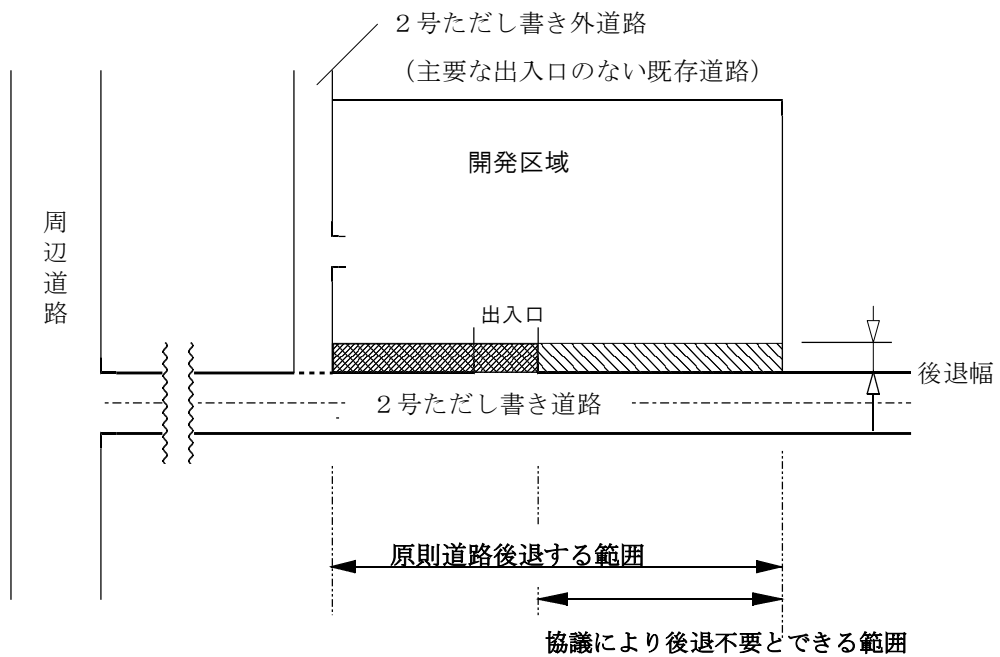 ２号ただし書き外道路
（主要な出入口のない既存道路）
開発区域
周辺道路
出入口
後退幅
２号ただし書き道路
原則道路後退する範囲
協議により後退不要とできる範囲